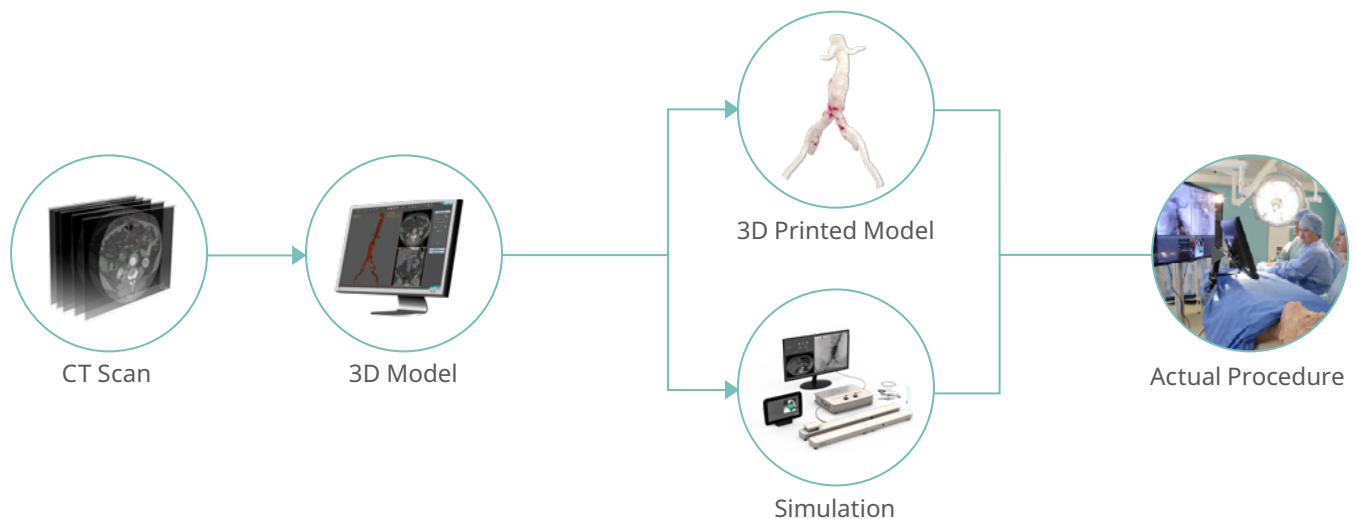 CT Scan
3D Model
3D Printed Model
Simulation
Actual Procedure